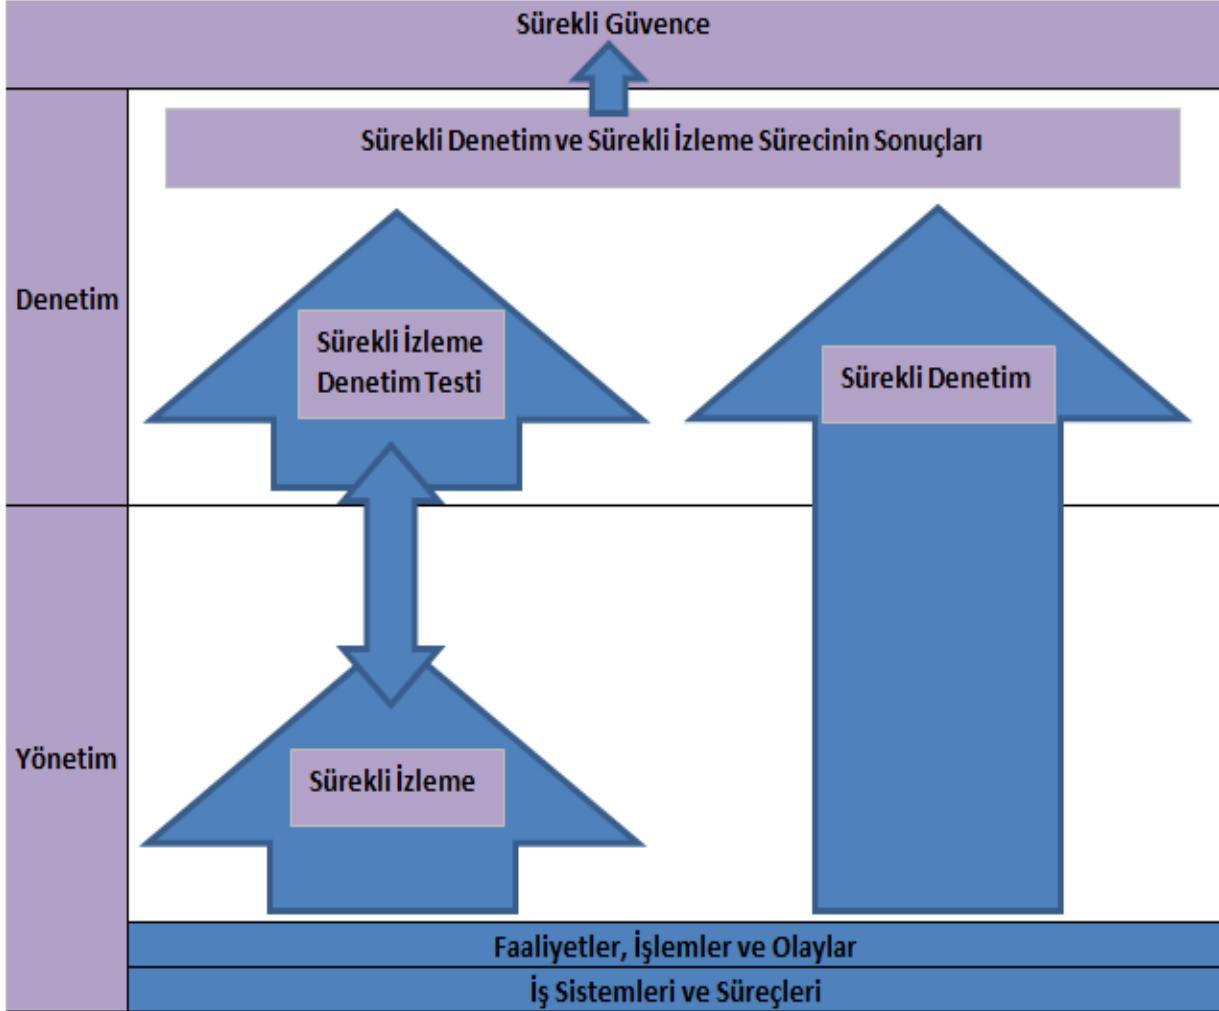 Sürekli Güvence
Sürekli Denetim ve Sürekli İzleme Sürecinin Sonuçları
Denetim
Sürekli İzleme
Denetim Testi
Sürekli Denetim
Yönetim
Sürekli İzleme
Faaliyetler, İşlemler ve Olaylar
İş Sistemleri ve Süreçleri